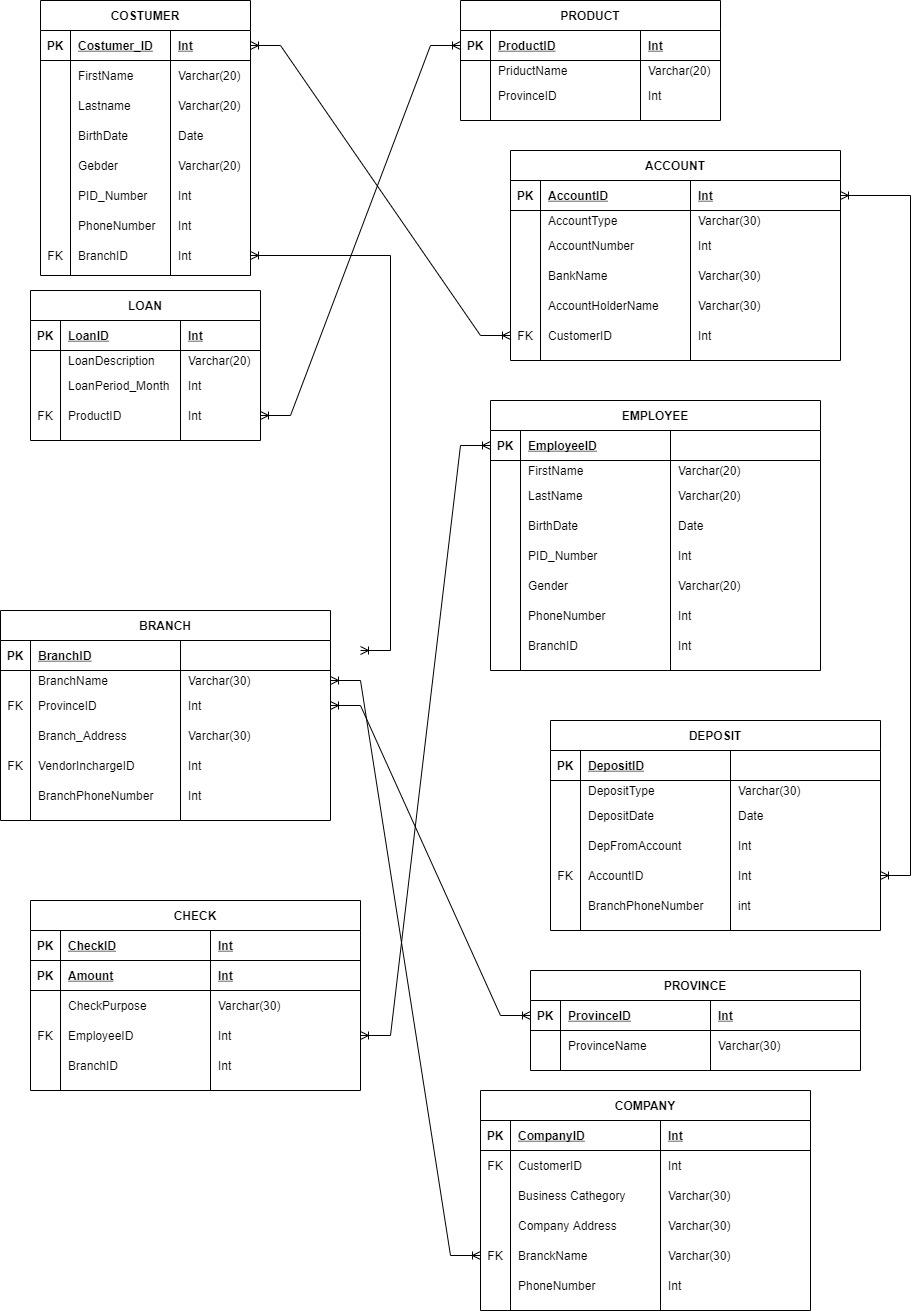 COSTUMER
PK Costumer_ID Int
FirstName Varchar(20)
Lastname Varchar(20)
BirthDate Date
Gebder Varchar(20)
PID_Number Int
PhoneNumber Int
FK BranchID Int
PRODUCT
PK ProductID Int
PriductName Varchar(20)
ProvinceID Int
ACCOUNT
PK AccountID Int
AccountType Varchar(30)
AccountNumber Int
BankName Varchar(30)
AccountHolderName Varchar(30)
FK CustomerID Int
LOAN
PK LoanID Int
LoanDescription Varchar(20)
LoanPeriod_Month Int
FK ProductID Int
EMPLOYEE
PK EmployeeID
FirstName Varchar(20)
LastName Varchar(20)
BirthDate Date
PID_Number Int
Gender Varchar(20)
PhoneNumber Int
BranchID Int
BRANCH
PK BranchID
BranchName Varchar(30)
FK ProvinceID Int
Branch_Address Varchar(30)
FK VendorInchargeID Int
BranchPhoneNumber Int
DEPOSIT
PK DepositID
DepositType Varchar(30)
DepositDate Date
DepFromAccount Int
FK AccountID Int
BranchPhoneNumber int
CHECK
PK CheckID Int
PK Amount Int
CheckPurpose Varchar(30)
FK EmployeeID Int
BranchID Int
PROVINCE
PK ProvinceID Int
ProvinceName Varchar(30)
COMPANY
PK CompanyID Int
FK CustomerID Int
Business Cathegory Varchar(30)
Company Address Varchar(30)
FK BranckName Varchar(30)
PhoneNumber Int